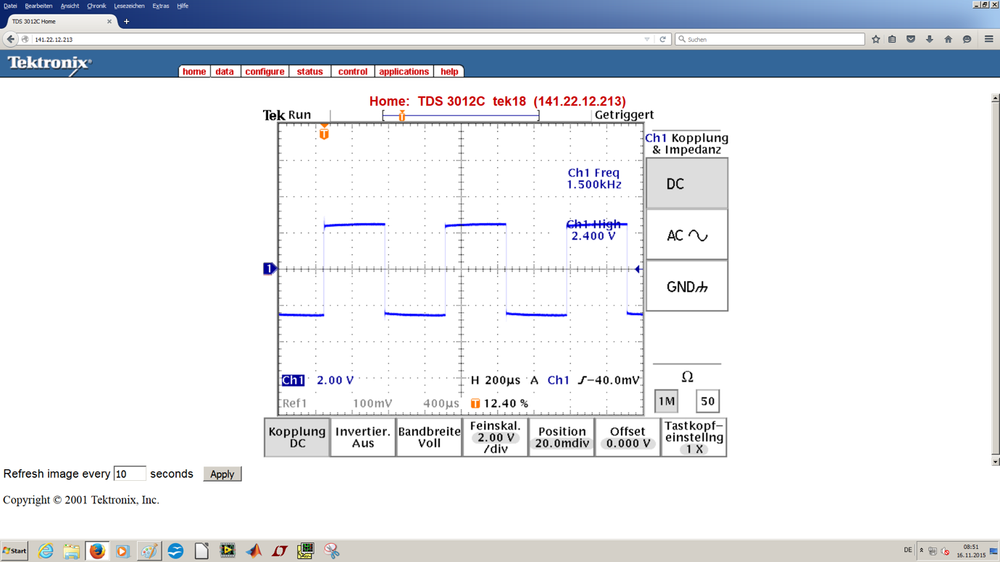 Datei Bearbeiten Ansicht Chronik Lesezeichen Extras Hilfe
TDS 3012C Home
141.22.12.213
Suchen
Tektronix
home data configure status control applications help
Home: TDS 3012C tek18 (141.22.12.213)
Tek Run
T
Getriggert
T
Ch1 Kopplung
& Impedanz
Ch1 Freq
1.500kHz
DC
Ch1 High
2.400 V
AC
1
GND
Ch1 2.00 V H 200µs A Ch1 -40.0mV
Ω
Ref1 100mV 400µs T 12.40 %
1M 50
Kopplung
DC
Invertier.
Aus
Bandbreite
Voll
Feinskal.
2.00 V
/div
Position
20.0mdiv
Offset
0.000 V
Tastkopf-
einstellng
1 X
Refresh image every 10 seconds Apply
Copyright © 2001 Tektronix, Inc.
Start
DE
08:51
16.11.2015